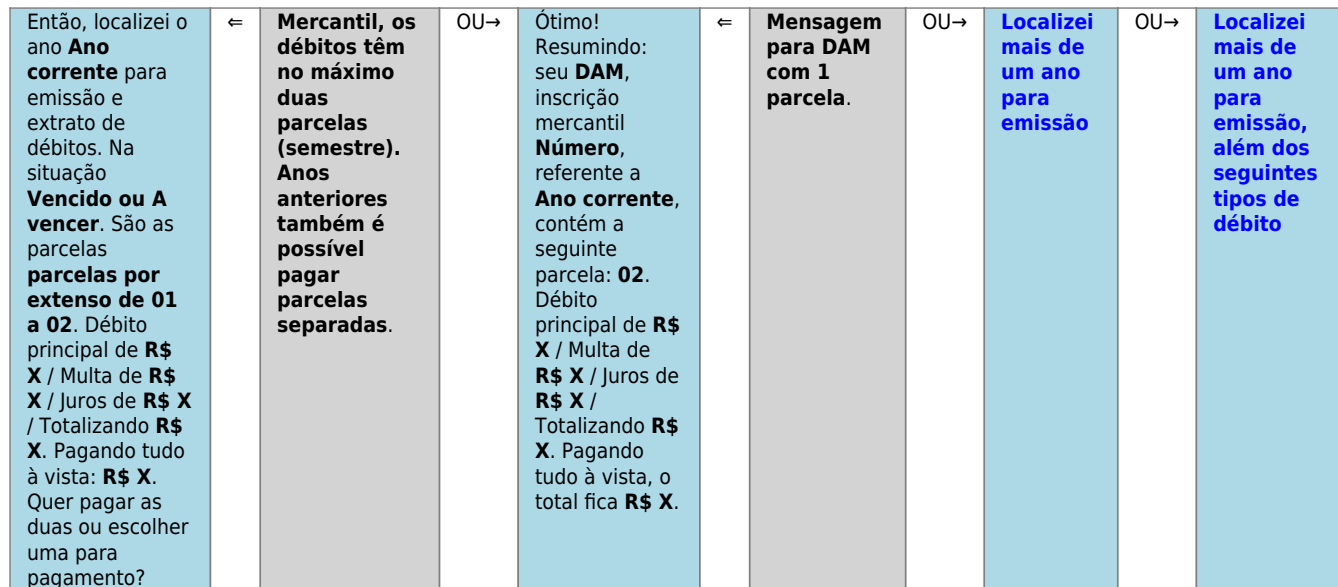 Então, localizei o
ano Ano
corrente para
emissão e
extrato de
débitos. Na
situação
Vencido ou A
vencer. São as
parcelas
parcelas por
extenso de 01
a 02. Débito
principal de R$
X / Multa de R$
X / Juros de R$ X
/ Totalizando R$
X. Pagando tudo
à vista: R$ X.
Quer pagar as
duas ou escolher
uma para
pagamento?
⇐
Mercantil, os
débitos têm
no máximo
duas
parcelas
(semestre).
Anos
anteriores
também é
possível
pagar
parcelas
separadas.
OU→
Ótimo!
Resumindo:
seu DAM,
inscrição
mercantil
Número,
referente a
Ano corrente,
contém a
seguinte
parcela: 02.
Débito
principal de R$
X / Multa de
R$ X / Juros de
R$ X /
Totalizando R$
X. Pagando
tudo à vista, o
total fica R$ X.
⇐
Mensagem
para DAM
com 1
parcela.
OU→
Localizei
mais de
um ano
para
emissão
OU→
Localizei
mais de
um ano
para
emissão,
além dos
seguintes
tipos de
débito